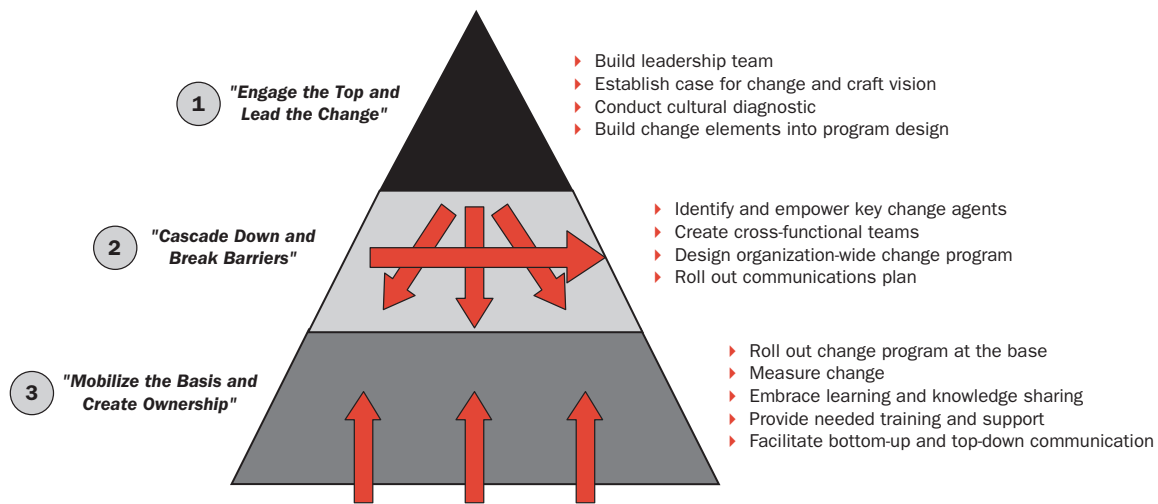 1
"Engage the Top and
Lead the Change"
Build leadership team
Establish case for change and craft vision
Conduct cultural diagnostic
Build change elements into program design
2
"Cascade Down and
Break Barriers"
Identify and empower key change agents
Create cross-functional teams
Design organization-wide change program
Roll out communications plan
3
"Mobilize the Basis and
Create Ownership"
Roll out change program at the base
Measure change
Embrace learning and knowledge sharing
Provide needed training and support
Facilitate bottom-up and top-down communication